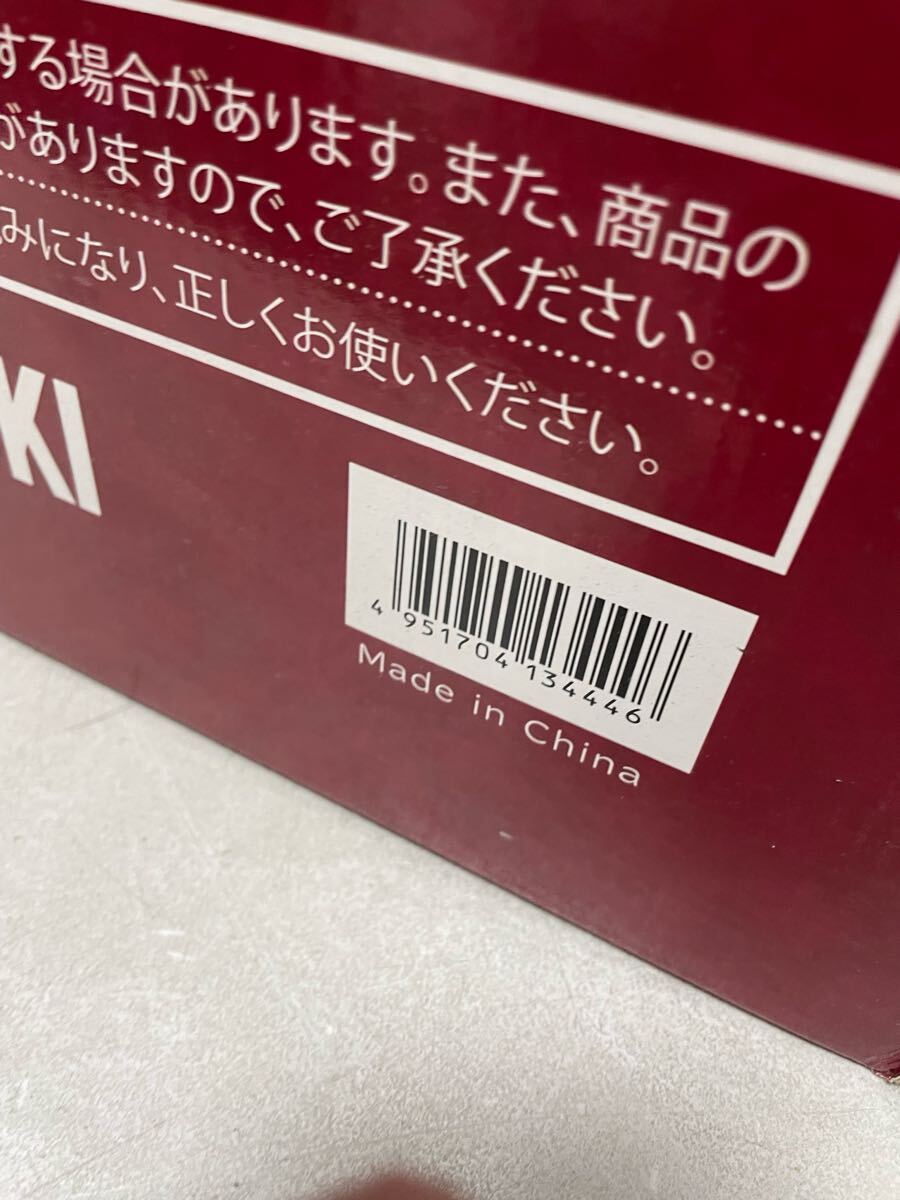 する場合があります。また、商品の
がありますので、ご了承ください。
みになり、正しくお使いください。
KI
4 951704 134446
Made in China